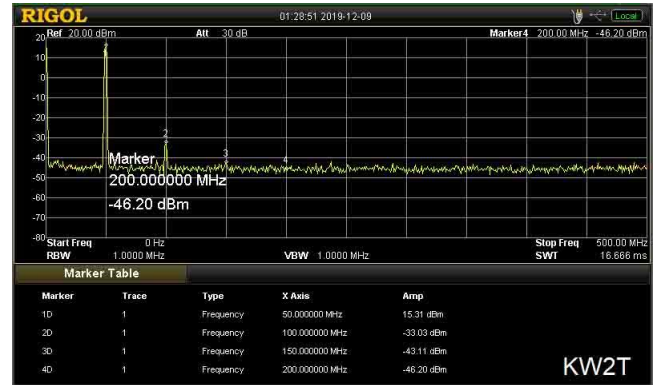 RIGOL 01:28:51 2019-12-09 Local
Ref 20.00 dBm Att 30 dB Marker4 200.00 MHz -46.20 dBm
20
10
0
-10
-20
-30
-40
-50
-60
-70
-80
2
3
4
Marker
200.000000 MHz
-46.20 dBm
Start Freq 0 Hz Stop Freq 500.00 MHz
RBW 1.0000 MHz VBW 1.0000 MHz SWT 16.666 ms
Marker Table
Marker Trace Type X Axis Amp
1D 1 Frequency 50.000000 MHz 15.31 dBm
2D 1 Frequency 100.000000 MHz -33.03 dBm
3D 1 Frequency 150.000000 MHz -43.11 dBm
4D 1 Frequency 200.000000 MHz -46.20 dBm
KW2T